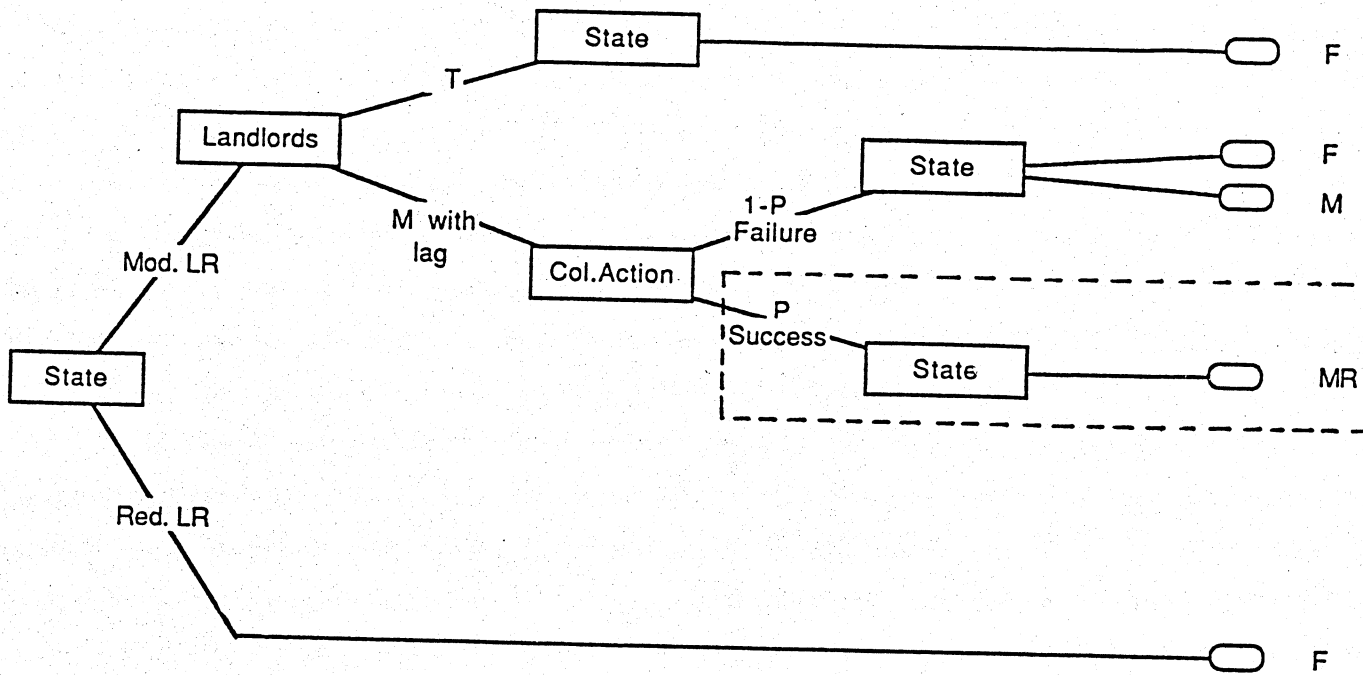 State
F
T
Landlords
F
State
M
1-P
Failure
M with
lag
Mod. LR
Col.Action
P
Success
State
State
MR
Red. LR
F